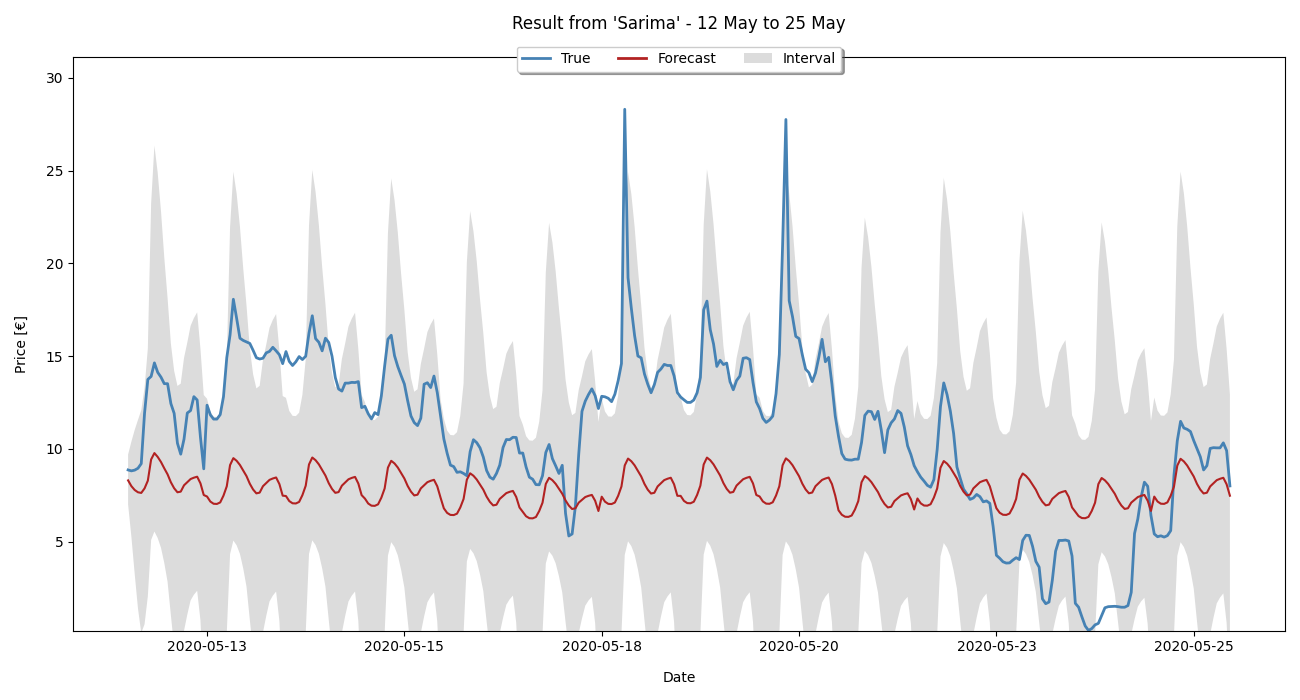 Result from 'Sarima' - 12 May to 25 May
True Forecast Interval
30
25
20
15
10
5
Price [€]
2020-05-13 2020-05-15 2020-05-18 2020-05-20 2020-05-23 2020-05-25
Date